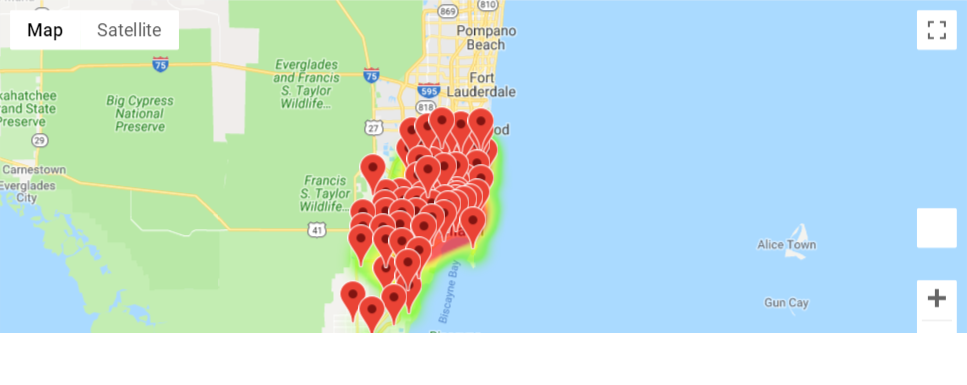 Map
Satellite
869
810
Pompano
Beach
75
75
Everglades
and Francis
S. Taylor
Wildlife...
Fort
Lauderdale
595
818
Big Cypress
National
Preserve
kahatchee
and State
Preserve
27
29
Carnestown
Everglades
City
Francis
S. Taylor
Wildlife...
41
Alice Town
Biscayne Bay
Gun Cay